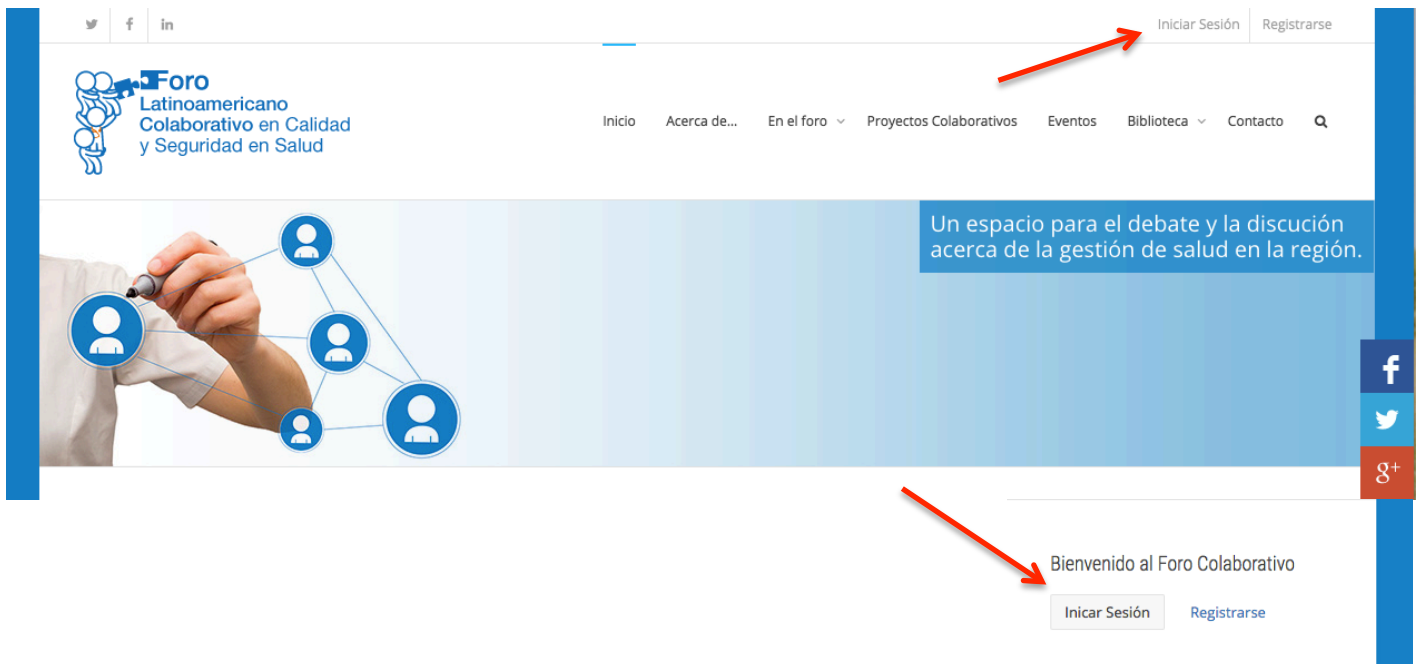 Iniciar Sesión Registrarse
Foro
Latinoamericano
Colaborativo en Calidad
y Seguridad en Salud
Inicio Acerca de... En el foro Proyectos Colaborativos Eventos Biblioteca Contacto
Un espacio para el debate y la discución
acerca de la gestión de salud en la región.
Bienvenido al Foro Colaborativo
Inicar Sesión Registrarse